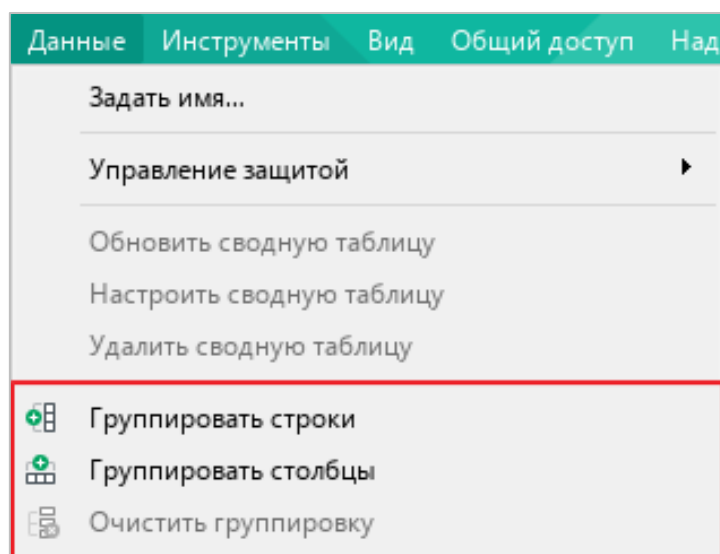 Данные Инструменты Вид Общий доступ Над
Задать имя...
Управление защитой
Обновить сводную таблицу
Настроить сводную таблицу
Удалить сводную таблицу
Группировать строки
Группировать столбцы
Очистить группировку